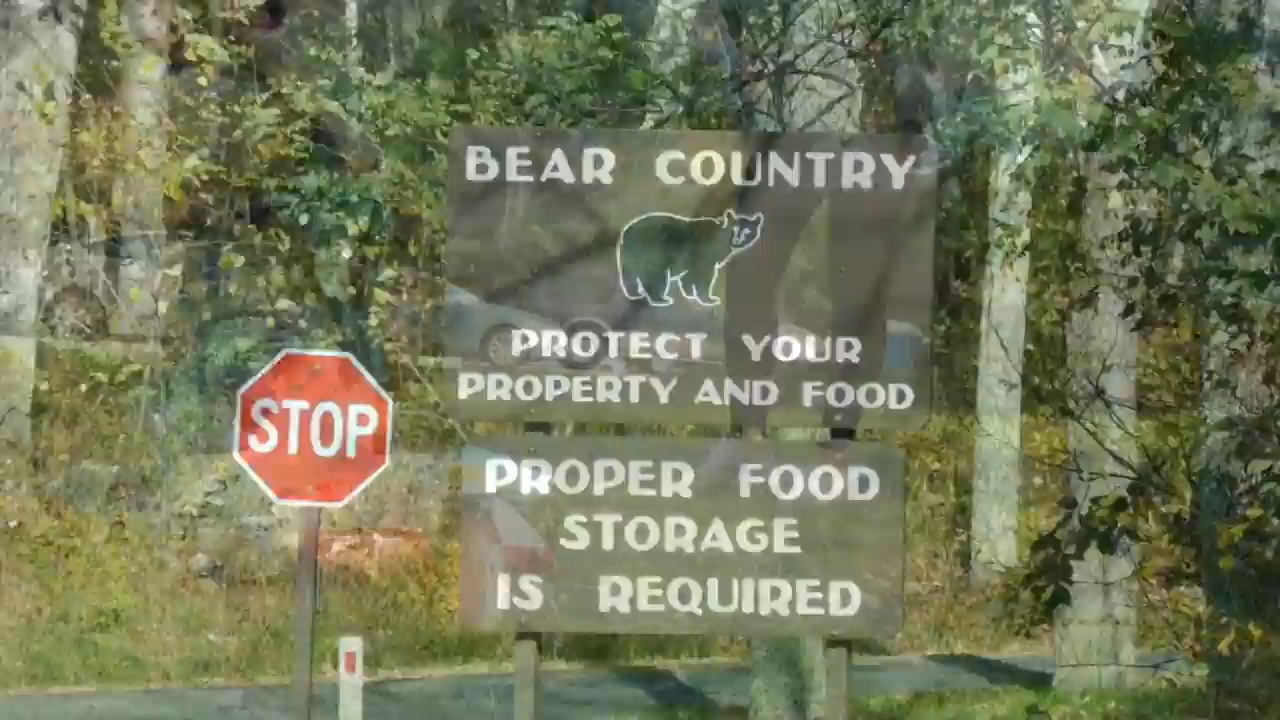 BEAR COUNTRY
PROTECT YOUR
PROPERTY AND FOOD
PROPER FOOD
STORAGE
IS REQUIRED
STOP